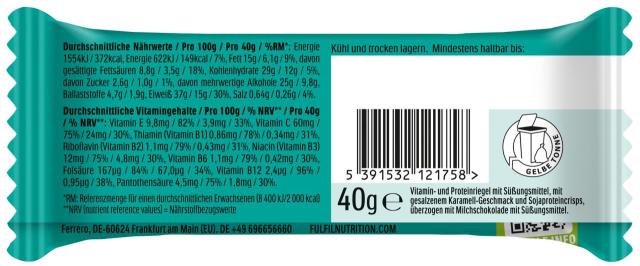 Durchschnittliche Nährwerte / Pro 100g / Pro 40g / %RM*: Energie
1554kJ / 372kcal, Energie 622kJ / 149kcal / 7%, Fett 15g / 6,1g / 9%, davon
gesättigte Fettsäuren 8,8g / 3,5g / 18%, Kohlenhydrate 29g / 12g / 5%,
davon Zucker 2.6g / 1,0g / 1%, davon mehrwertige Alkohole 25g / 9,8g,
Ballaststoffe 4,7g / 1,9g, Eiweiß 37g / 15g / 30%, Salz 0,64g / 0,26g / 4%.
Durchschnittliche Vitamingehalte / Pro 100g / % NRV** / Pro 40g
/ % NRV**: Vitamin E 9,8mg / 82% / 3,9mg / 33%, Vitamin C 60mg /
75% / 24mg / 30%, Thiamin (Vitamin B1) 0,86mg / 78% / 0,34mg / 31%,
Riboflavin (Vitamin B2) 1,1mg / 79% / 0,43mg / 31%, Niacin (Vitamin B3)
12mg / 75% / 4,8mg / 30%, Vitamin B6 1,1mg / 79% / 0,42mg / 30%,
Folsäure 167µg / 84% / 67,0µg / 34%, Vitamin B12 2,4µg / 96% /
0,95µg / 38%, Pantothensäure 4,5mg / 75% / 1,8mg / 30%.
*RM: Referenzmenge für einen durchschnittlichen Erwachsenen (8 400 kJ/2 000 kcal)
**NRV (nutrient reference values) = Nährstoffbezugswerte
Ferrero, DE-60624 Frankfurt am Main (EU). DE +49 696656660 FULFILNUTRITION.COM
Kühl und trocken lagern. Mindestens haltbar bis:
5 391532 121758 >
GELBE TONNE
40g e
Vitamin- und Proteinriegel mit Süßungsmittel, mit
gesalzenem Karamell-Geschmack und Sojaproteincrisps,
überzogen mit Milchschokolade mit Süßungsmittel.